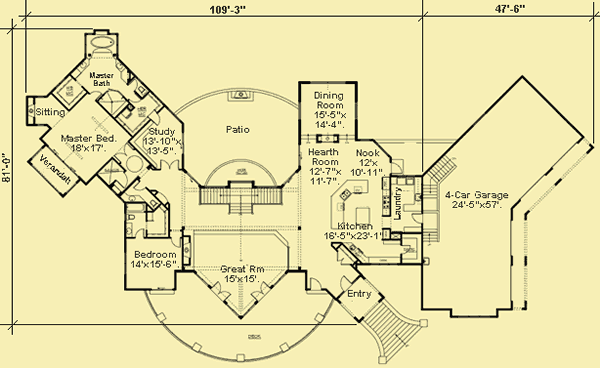 109'-3"
47'-6"
81'-0"
Master
Bath
Sitting
Master Bed.
18'x17'.
Verandah
Study
13'-10"x
13'-5".
Patio
Dining
Room
15'-5"x
14'-4".
Hearth
Room
12'-7"x
11'-7".
Nook
12'x
10'-11".
Laundry
4-Car Garage
24'-5"x57'.
Kitchen
16'-5"x23'-1"
Bedroom
14'x15'-6".
Great Rm
15'x15'
Entry
DECK